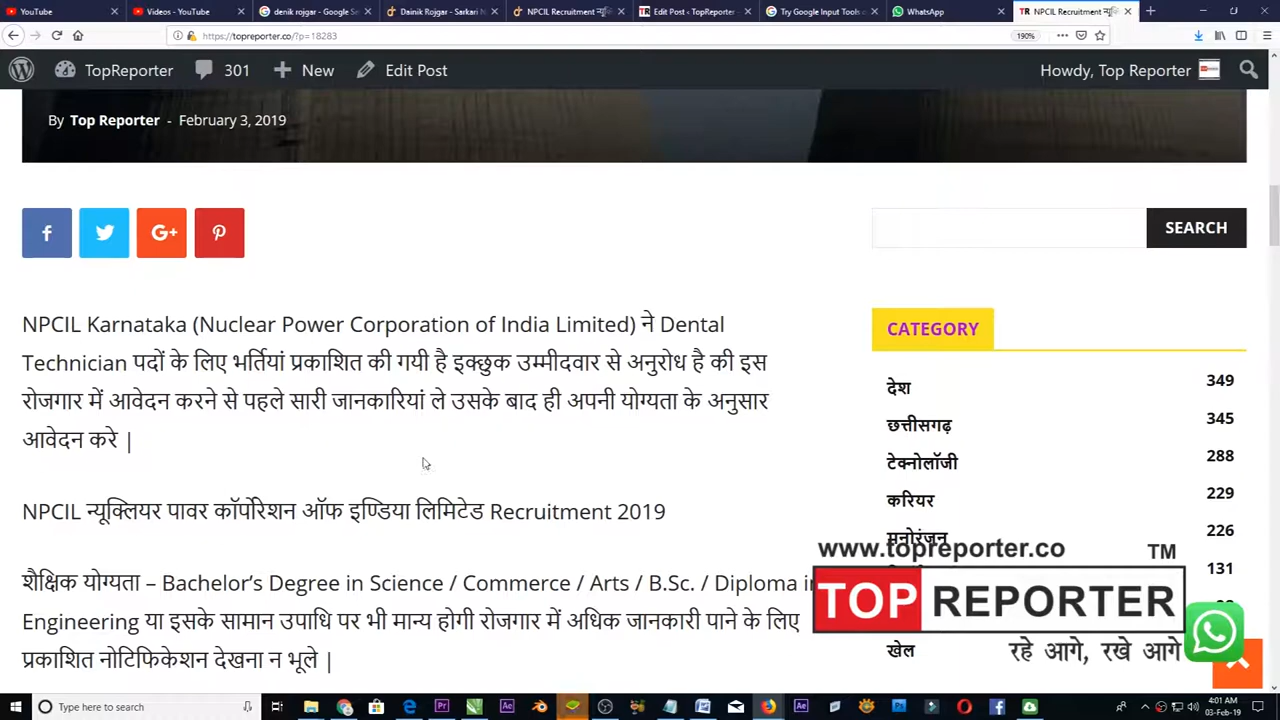 YouTube
Videos - YouTube
denik rojgar - Google Se
Dainik Rojgar - Sarkari N
NPCIL Recruitment
Edit Post ‹ TopReporter —
Try Google Input Tools o
WhatsApp
TR NPCIL Recruitment
https://topreporter.co/?p=18283
190%
TopReporter 301 New Edit Post
Howdy, Top Reporter
By Top Reporter - February 3, 2019
f G+
SEARCH
NPCIL Karnataka (Nuclear Power Corporation of India Limited) ने Dental
Technician पदों के लिए भर्तियां प्रकाशित की गयी है इक्छुक उम्मीदवार से अनुरोध है की इस
रोजगार में आवेदन करने से पहले सारी जानकारियां ले उसके बाद ही अपनी योग्यता के अनुसार
आवेदन करे |
NPCIL न्यूक्लियर पावर कॉर्पोरेशन ऑफ इण्डिया लिमिटेड Recruitment 2019
शैक्षिक योग्यता – Bachelor's Degree in Science / Commerce / Arts / B.Sc. / Diploma in
Engineering या इसके सामान उपाधि पर भी मान्य होगी रोजगार में अधिक जानकारी पाने के लिए
प्रकाशित नोटिफिकेशन देखना न भूले |
CATEGORY
देश 349
छत्तीसगढ़ 345
टेक्नोलॉजी 288
करियर 229
मनोरंजन 226
131
खेल
www.topreporter.co TM
TOP REPORTER
रहे आगे, रखे आगे
Type here to search
4:01 AM
03-Feb-19